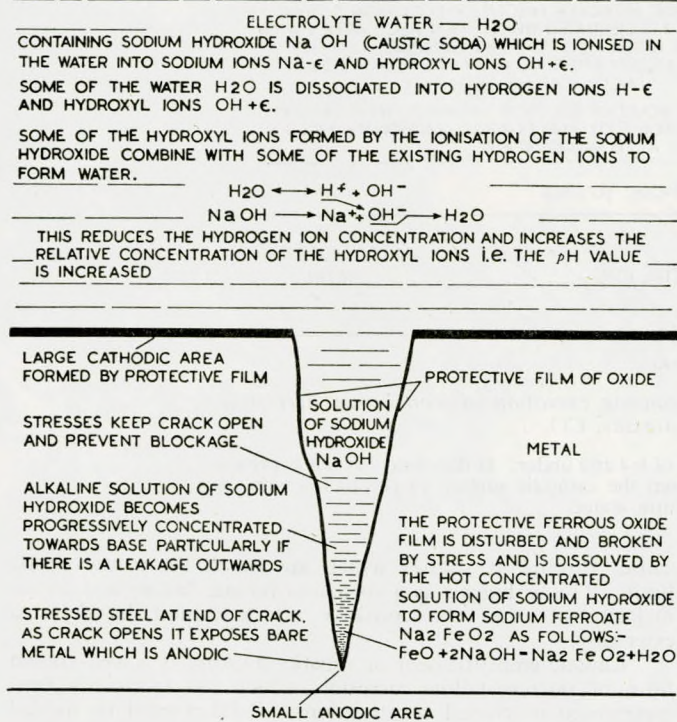 ELECTROLYTE WATER — H2O
CONTAINING SODIUM HYDROXIDE Na OH (CAUSTIC SODA) WHICH IS IONISED IN
THE WATER INTO SODIUM IONS Na-ϵ AND HYDROXYL IONS OH+ϵ.
SOME OF THE WATER H2O IS DISSOCIATED INTO HYDROGEN IONS H-ϵ
AND HYDROXYL IONS OH+ϵ.
SOME OF THE HYDROXYL IONS FORMED BY THE IONISATION OF THE SODIUM
HYDROXIDE COMBINE WITH SOME OF THE EXISTING HYDROGEN IONS TO
FORM WATER.
H2O ⟷ H+ + OH-
NaOH ⟶ Na+ + OH- ⟶ H2O
THIS REDUCES THE HYDROGEN ION CONCENTRATION AND INCREASES THE
RELATIVE CONCENTRATION OF THE HYDROXYL IONS i.e. THE pH VALUE
IS INCREASED
LARGE CATHODIC AREA
FORMED BY PROTECTIVE FILM
PROTECTIVE FILM OF OXIDE
SOLUTION
OF SODIUM
HYDROXIDE
NaOH
STRESSES KEEP CRACK OPEN
AND PREVENT BLOCKAGE
METAL
ALKALINE SOLUTION OF SODIUM
HYDROXIDE BECOMES
PROGRESSIVELY CONCENTRATED
TOWARDS BASE PARTICULARLY IF
THERE IS A LEAKAGE OUTWARDS
THE PROTECTIVE FERROUS OXIDE
FILM IS DISTURBED AND BROKEN
BY STRESS AND IS DISSOLVED BY
THE HOT CONCENTRATED
SOLUTION OF SODIUM HYDROXIDE
TO FORM SODIUM FERROATE
Na2 FeO2 AS FOLLOWS:-
FeO+2NaOH—Na2 FeO2+H2O
STRESSED STEEL AT END OF CRACK.
AS CRACK OPENS IT EXPOSES BARE
METAL WHICH IS ANODIC
SMALL ANODIC AREA